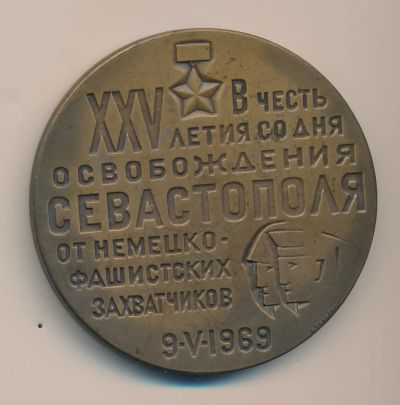 В ЧЕСТЬ
XXV ЛЕТИЯ СО ДНЯ
ОСВОБОЖДЕНИЯ
СЕВАСТОПОЛЯ
ОТ НЕМЕЦКО-
ФАШИСТСКИХ
ЗАХВАТЧИКОВ
9-V-1969